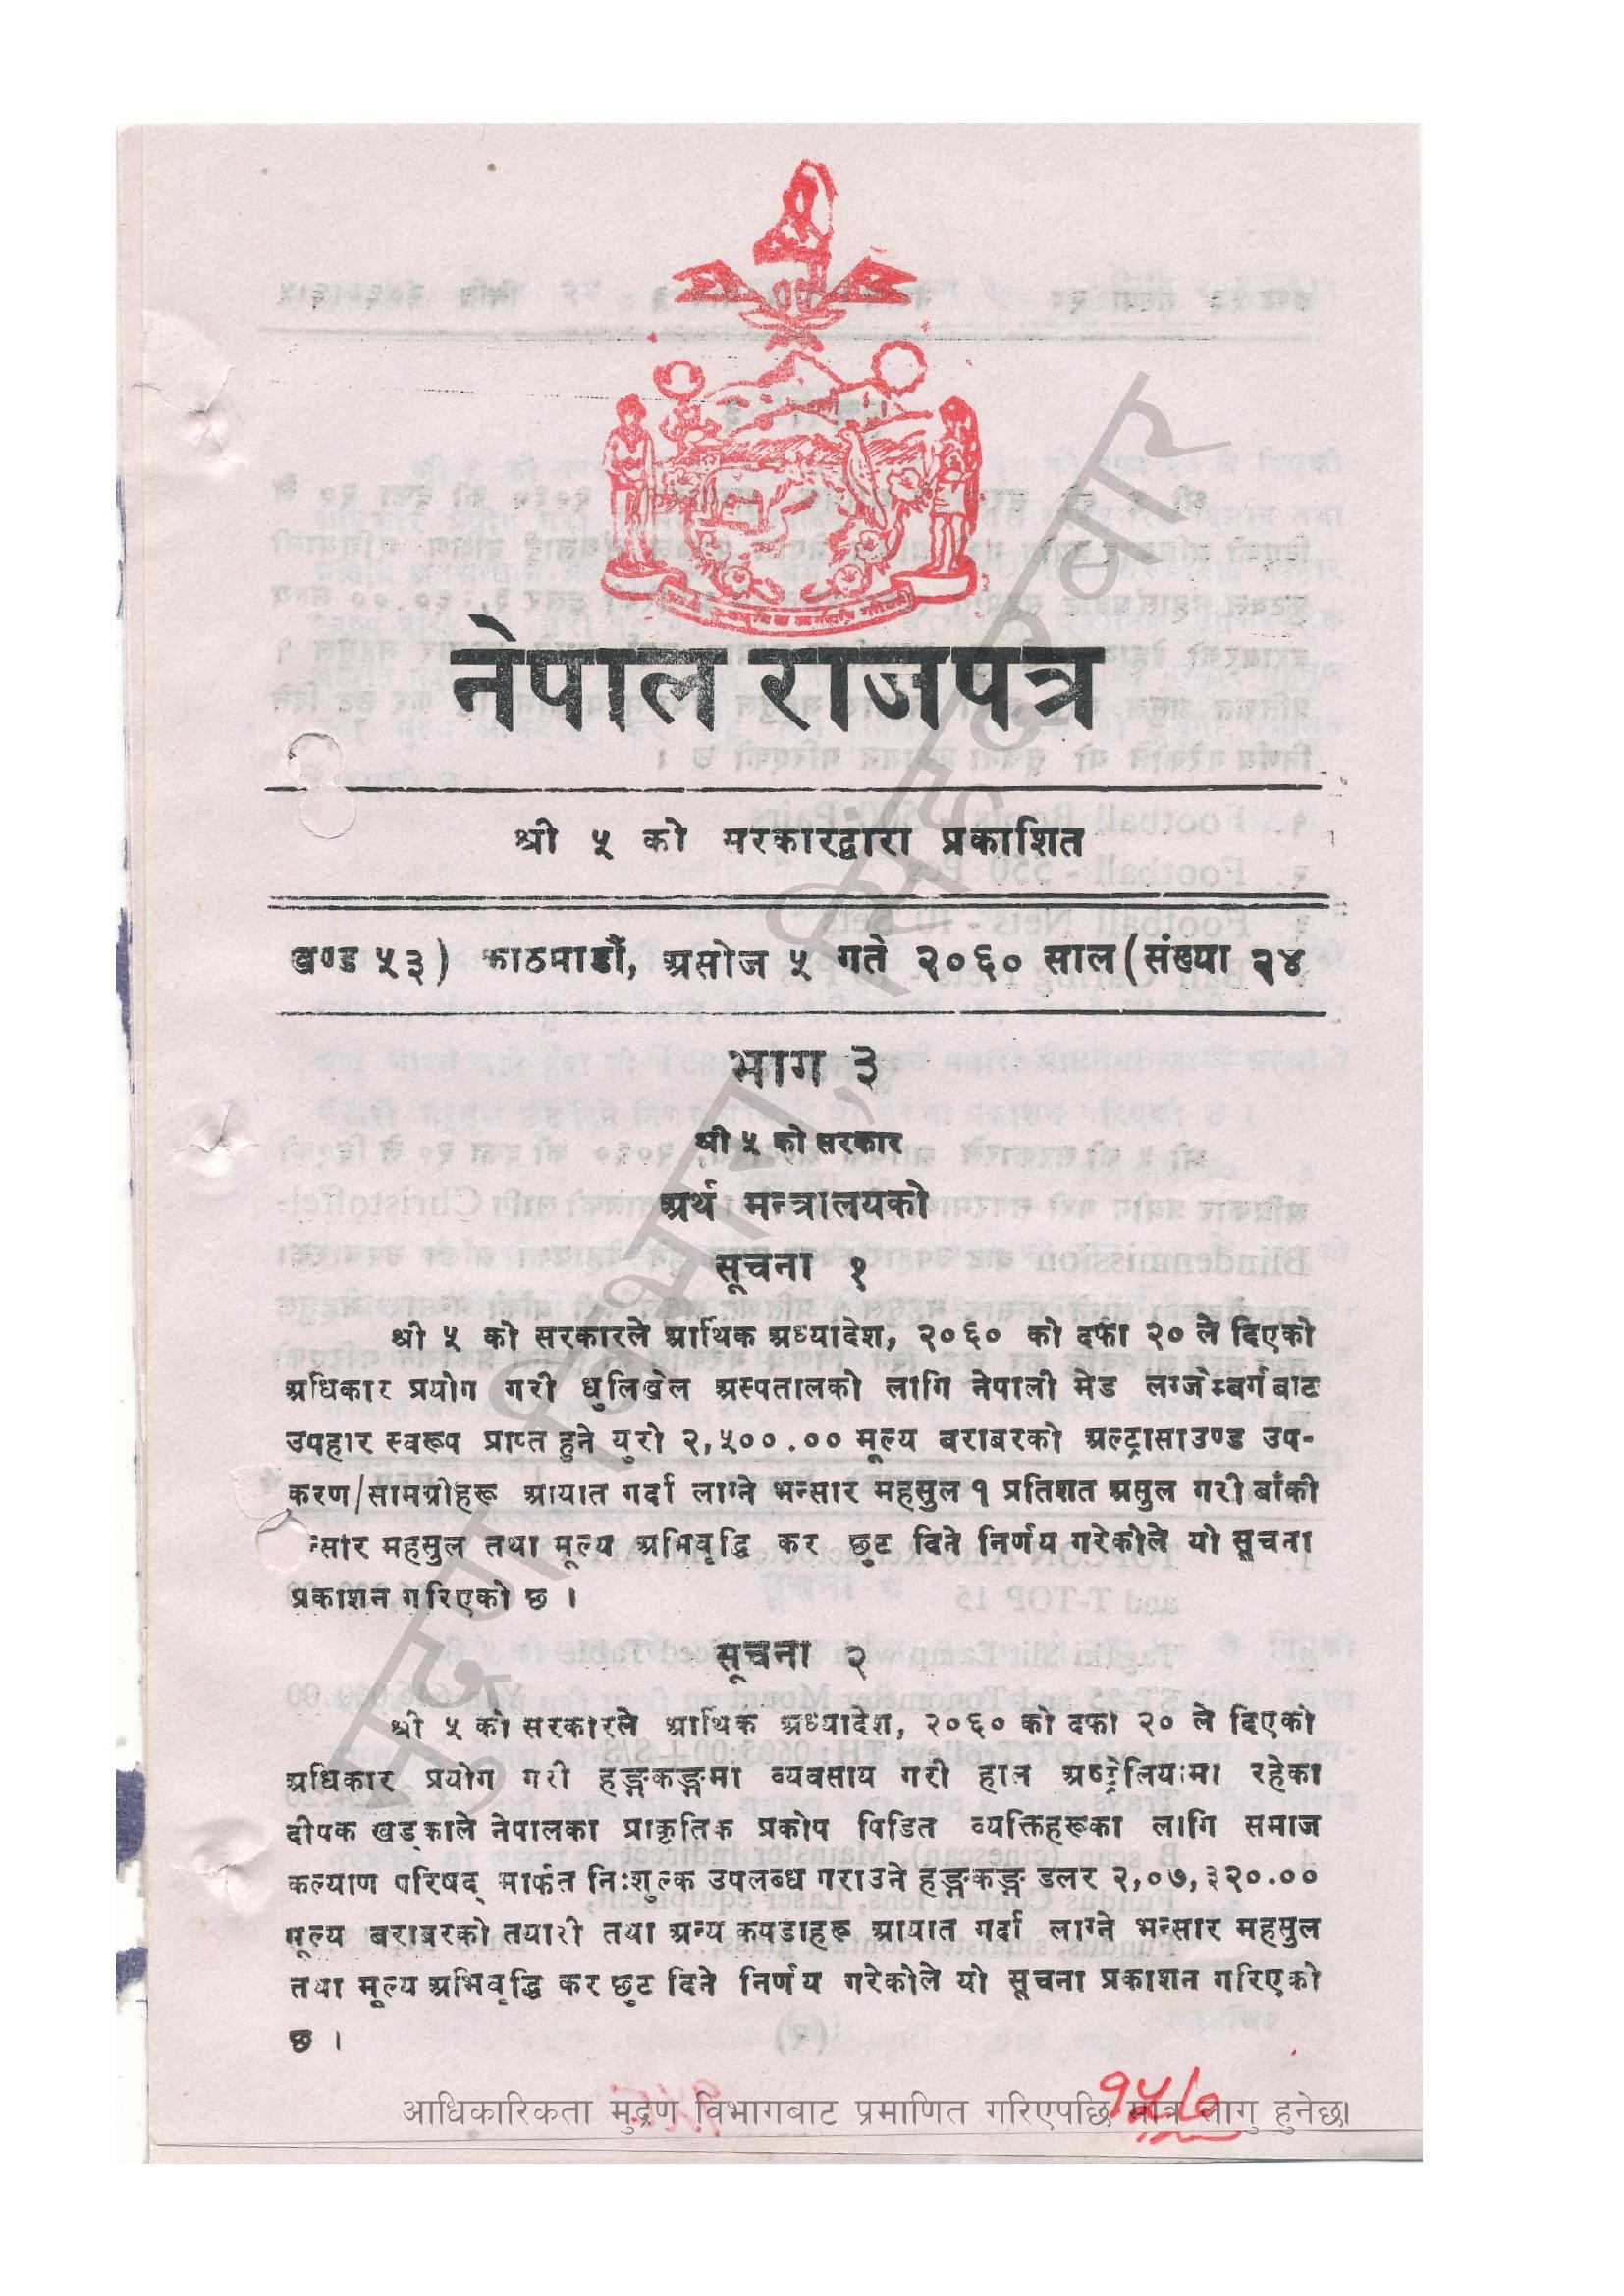 नेपाल राजपत्र
श्री ५ को सरकारद्वारा प्रकाशित
खण्ड ५३) काठमाडौं, असोज ५ गते २०६० साल (संख्या २४
भाग ३
श्री ५ को सरकार
अर्थ मन्त्रालयको
सूचना १
श्री ५ को सरकारले आर्थिक अध्यादेश, २०६० को दफा २० ले दिएको
अधिकार प्रयोग गरी धुलिखेल अस्पतालको लागि नेपाली मेड लग्जेम्बर्ग बाट
उपहार स्वरूप प्राप्त हुने युरो २,५००.०० मूल्य बराबरको अल्ट्रासाउण्ड उप-
करण/सामग्रीहरू आयात गर्दा लाग्ने भन्सार महसुल १ प्रतिशत असुल गरी बाँकी
न्सार महसुल तथा मूल्य अभिवृद्धि कर छुट दिने निर्णय गरेकोले यो सूचना
प्रकाशन गरिएको छ ।
सूचना २
श्री ५ को सरकारले आर्थिक अध्यादेश, २०६० को दफा २० ले दिएको
अधिकार प्रयोग गरी हङ्गकङ्गमा व्यवसाय गरी हाल अष्ट्रेलियामा रहेका
दीपक खड्काले नेपालका प्राकृतिक प्रकोप पिडित व्यक्तिहरूका लागि समाज
कल्याण परिषद् मार्फत निःशुल्क उपलब्ध गराउने हङ्गकङ्ग डलर २,०७,३२०.००
मूल्य बराबरको तयारी तथा अन्य कपडाहरू आयात गर्दा लाग्ने भन्सार महसुल
तथा मूल्य अभिवृद्धि कर छुट दिने निर्णय गरेकोले यो सूचना प्रकाशन गरिएको
छ ।
मुद्रण विभाग, सिंहदरबार
आधिकारिकता मुद्रण विभागबाट प्रमाणित गरिएपछि मात्र लागु हुनेछ।